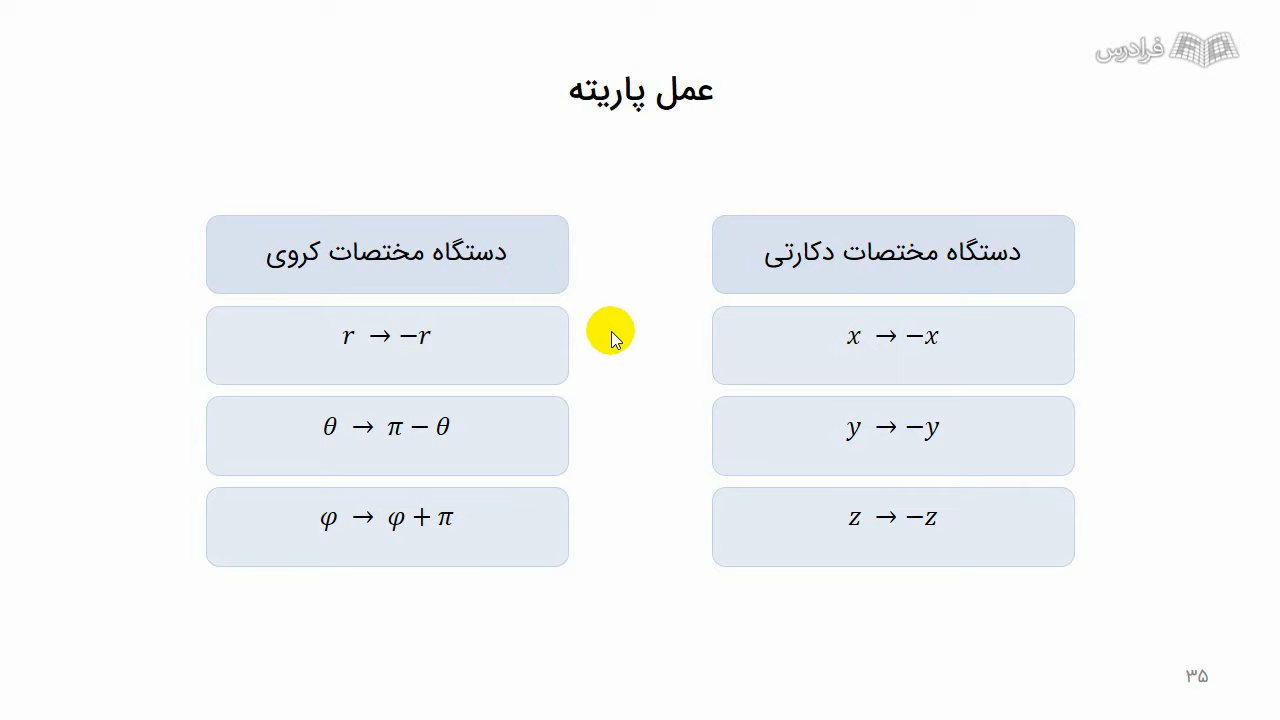 فرادرس
عمل پاریته
دستگاه مختصات دکارتی
x → −x
y → −y
z → −z
دستگاه مختصات کروی
r → −r
θ → π − θ
φ → φ + π
۳۵